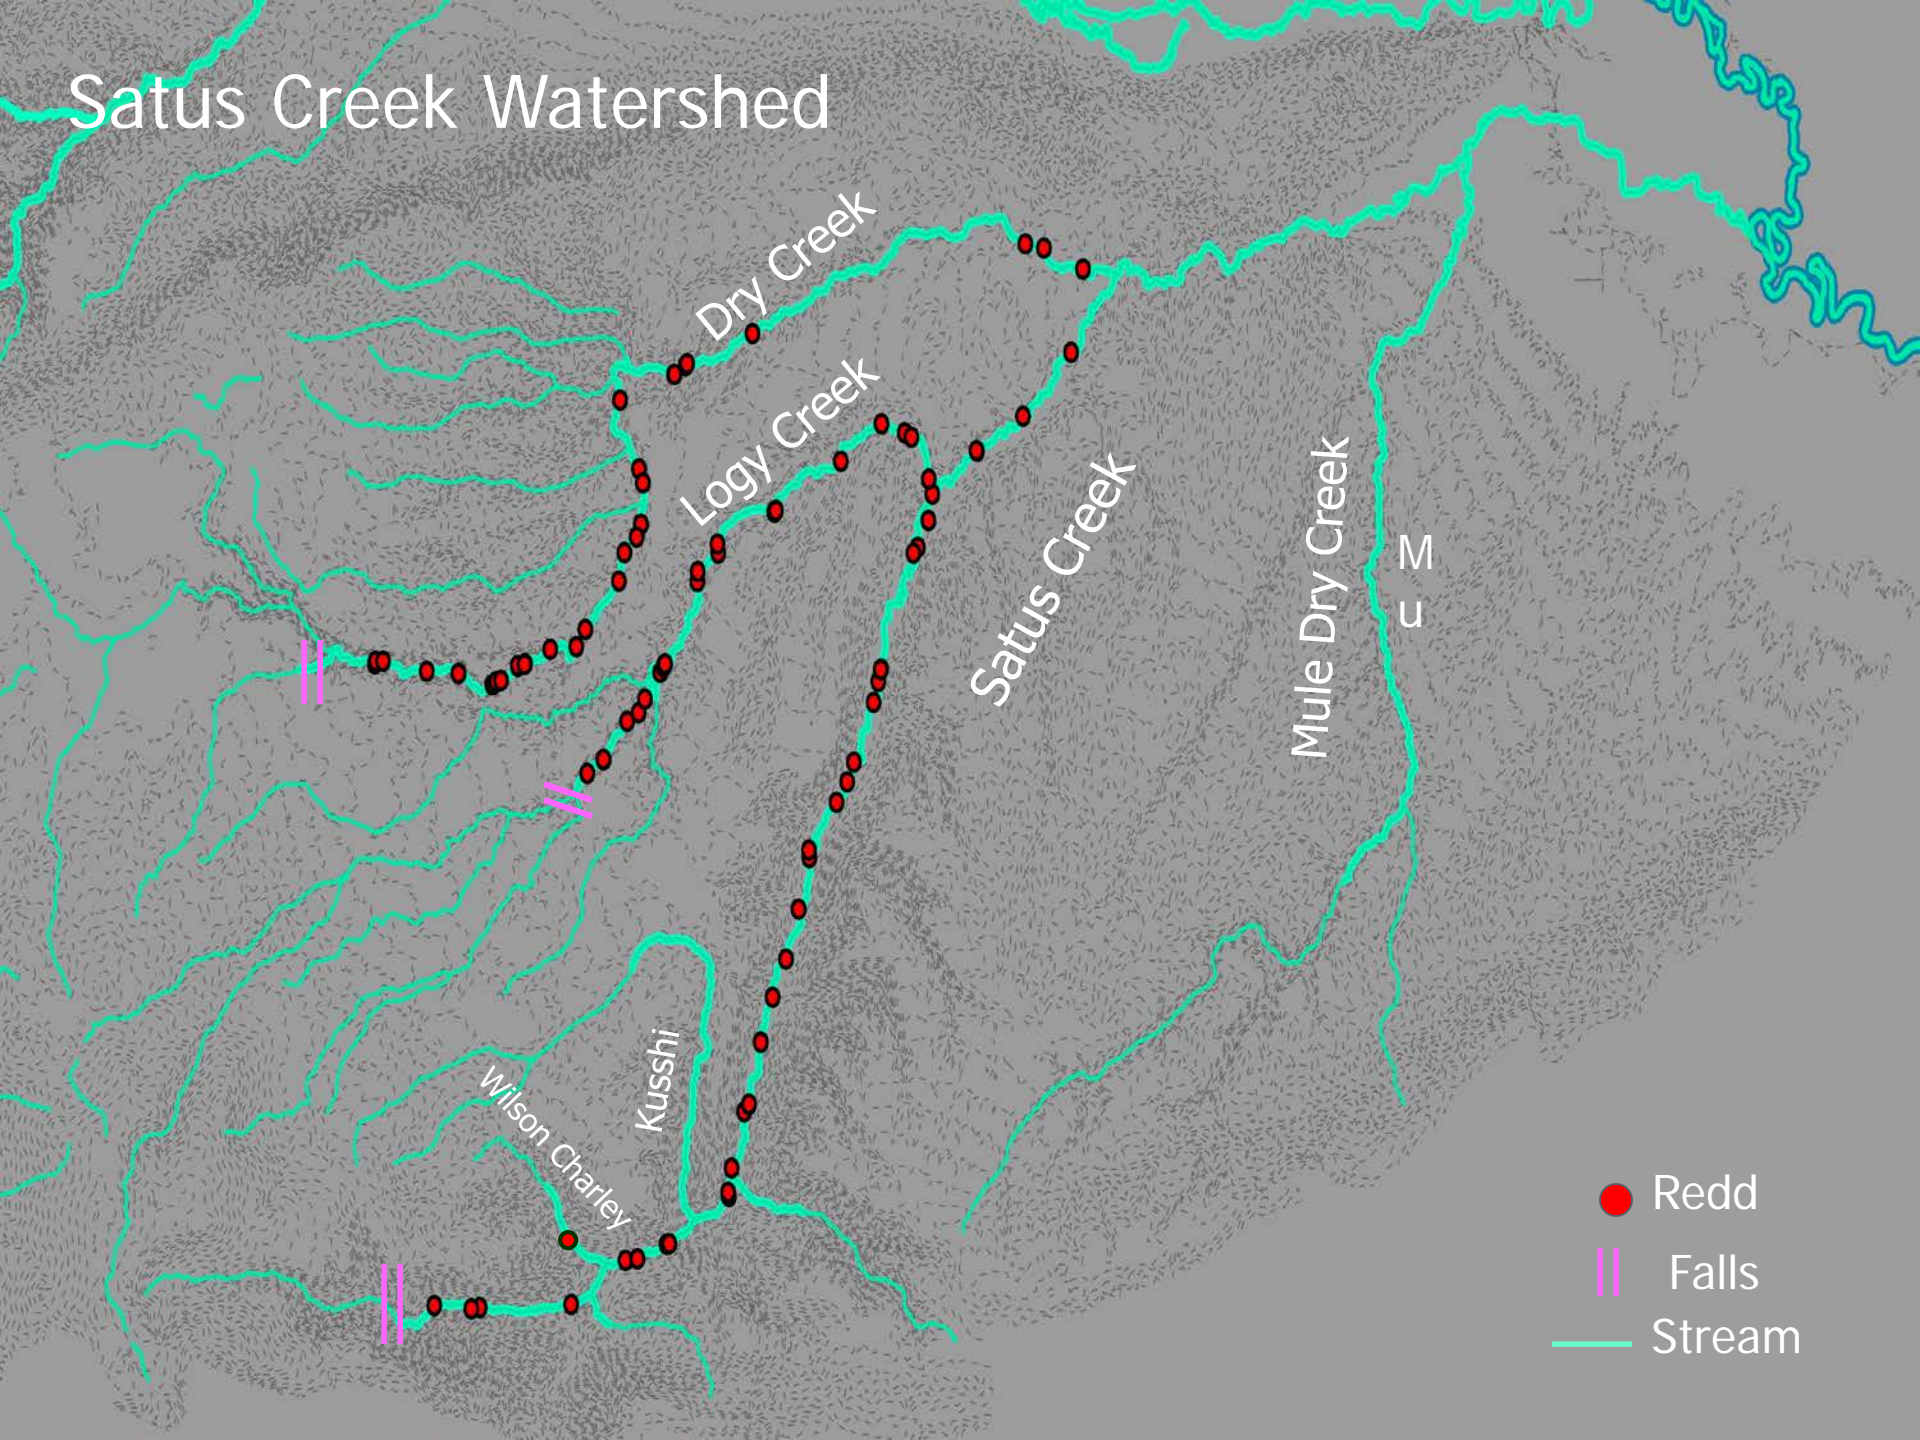 Satus Creek Watershed
Dry Creek
Logy Creek
Satus Creek
Mule Dry Creek
M
u
Kusshi
Wilson Charley
Redd
Falls
Stream